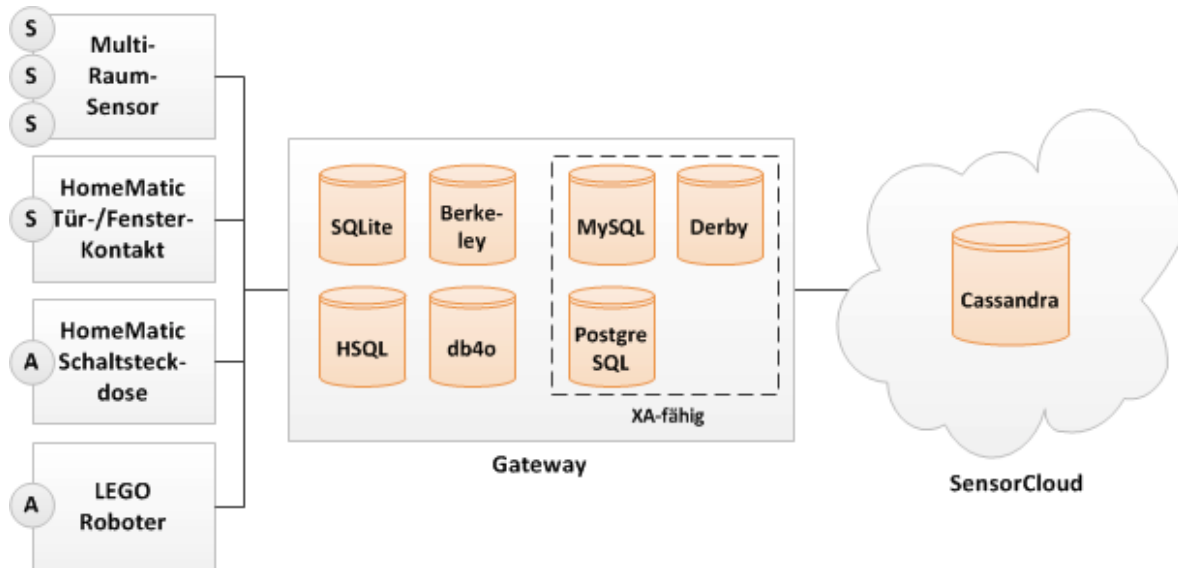 S
S
S
Multi-
Raum-
Sensor
S
HomeMatic
Tür-/Fenster-
Kontakt
A
HomeMatic
Schaltsteck-
dose
A
LEGO
Roboter
SQLite
Berke-
ley
HSQL
db4o
MySQL
Derby
Postgre
SQL
XA-fähig
Gateway
Cassandra
SensorCloud